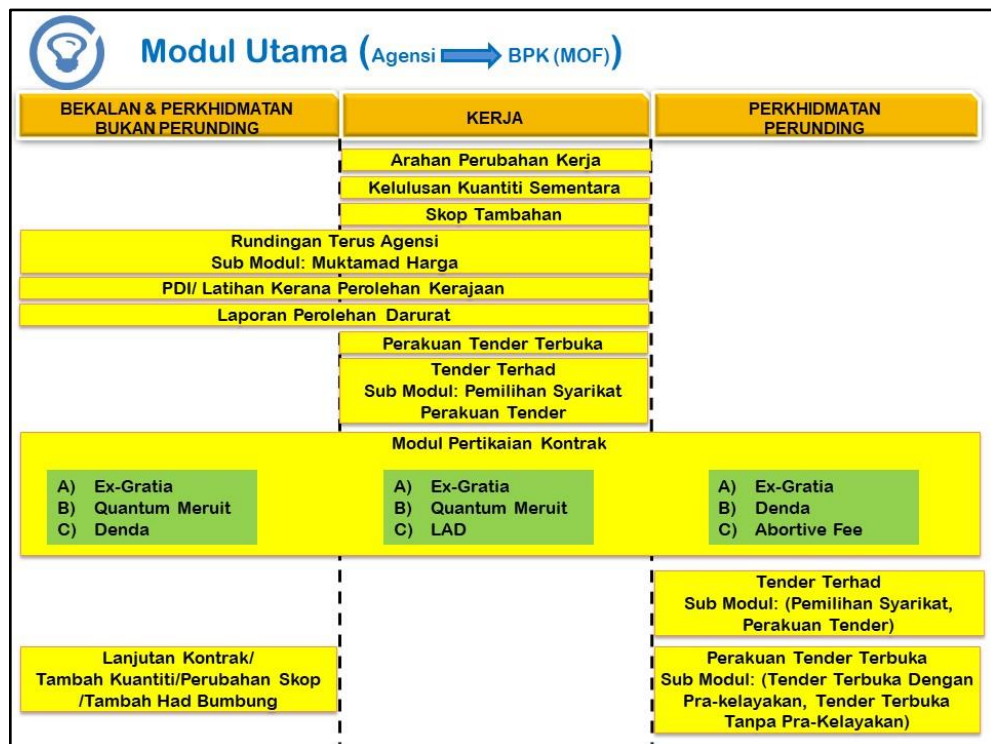 Modul Utama (Agensi BPK (MOF))
BEKALAN & PERKHIDMATAN
BUKAN PERUNDING
KERJA
PERKHIDMATAN
PERUNDING
Arahan Perubahan Kerja
Kelulusan Kuantiti Sementara
Skop Tambahan
Rundingan Terus Agensi
Sub Modul: Muktamad Harga
PDI/ Latihan Kerana Perolehan Kerajaan
Laporan Perolehan Darurat
Perakuan Tender Terbuka
Tender Terhad
Sub Modul: Pemilihan Syarikat
Perakuan Tender
Modul Pertikaian Kontrak
A) Ex-Gratia
B) Quantum Meruit
C) Denda
A) Ex-Gratia
B) Quantum Meruit
C) LAD
A) Ex-Gratia
B) Denda
C) Abortive Fee
Tender Terhad
Sub Modul: (Pemilihan Syarikat,
Perakuan Tender)
Lanjutan Kontrak/
Tambah Kuantiti/Perubahan Skop
/Tambah Had Bumbung
Perakuan Tender Terbuka
Sub Modul: (Tender Terbuka Dengan
Pra-kelayakan, Tender Terbuka
Tanpa Pra-Kelayakan)